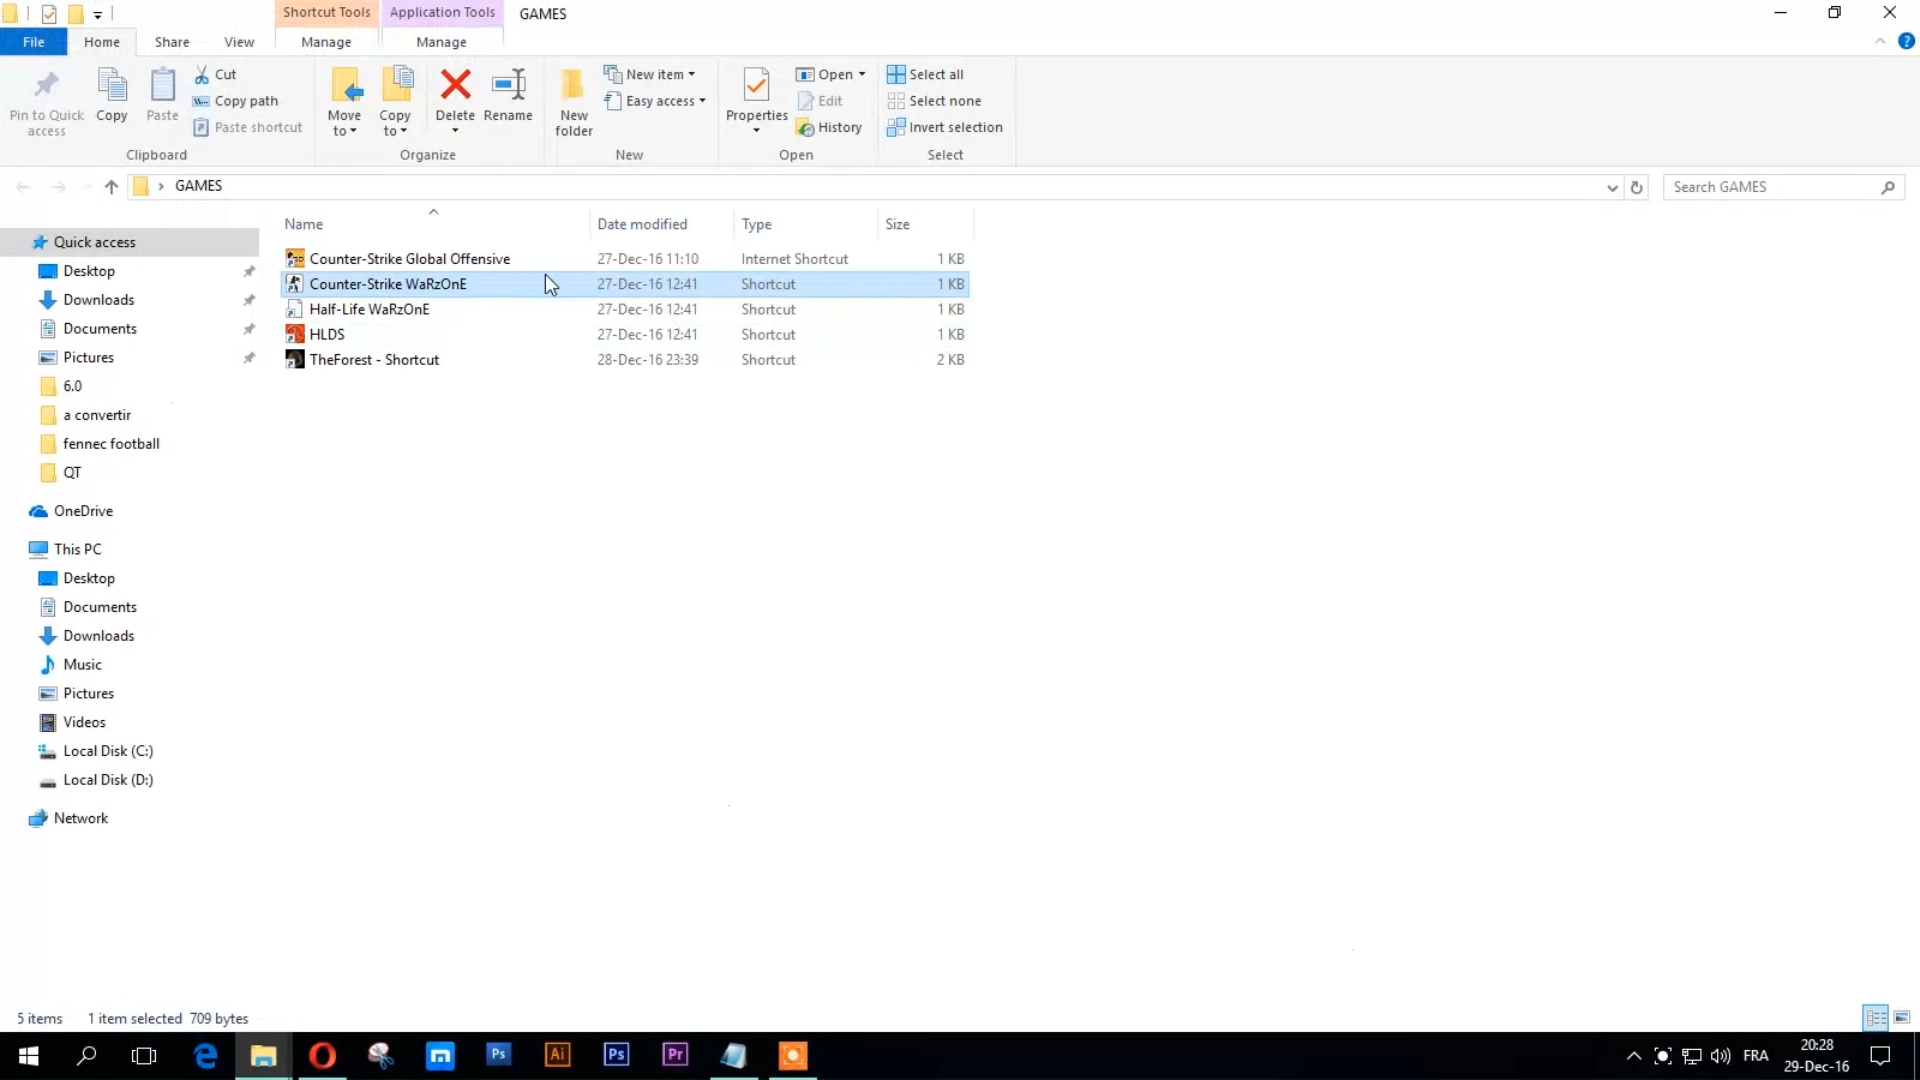 Shortcut Tools
Application Tools
GAMES
File
Home
Share
View
Manage
Manage
Pin to Quick access
Copy
Paste
Cut
Copy path
Paste shortcut
Clipboard
Move to
Copy to
Delete
Rename
Organize
New folder
New item
Easy access
New
Properties
Open
Edit
History
Open
Select all
Select none
Invert selection
Select
GAMES
Search GAMES
Name Date modified Type Size
Counter-Strike Global Offensive 27-Dec-16 11:10 Internet Shortcut 1 KB
Counter-Strike WaRzOnE 27-Dec-16 12:41 Shortcut 1 KB
Half-Life WaRzOnE 27-Dec-16 12:41 Shortcut 1 KB
HLDS 27-Dec-16 12:41 Shortcut 1 KB
TheForest - Shortcut 28-Dec-16 23:39 Shortcut 2 KB
Quick access
Desktop
Downloads
Documents
Pictures
6.0
a convertir
fennec football
QT
OneDrive
This PC
Desktop
Documents
Downloads
Music
Pictures
Videos
Local Disk (C:)
Local Disk (D:)
Network
5 items 1 item selected 709 bytes
Ps
Ai
Ps
Pr
FRA
20:28
29-Dec-16